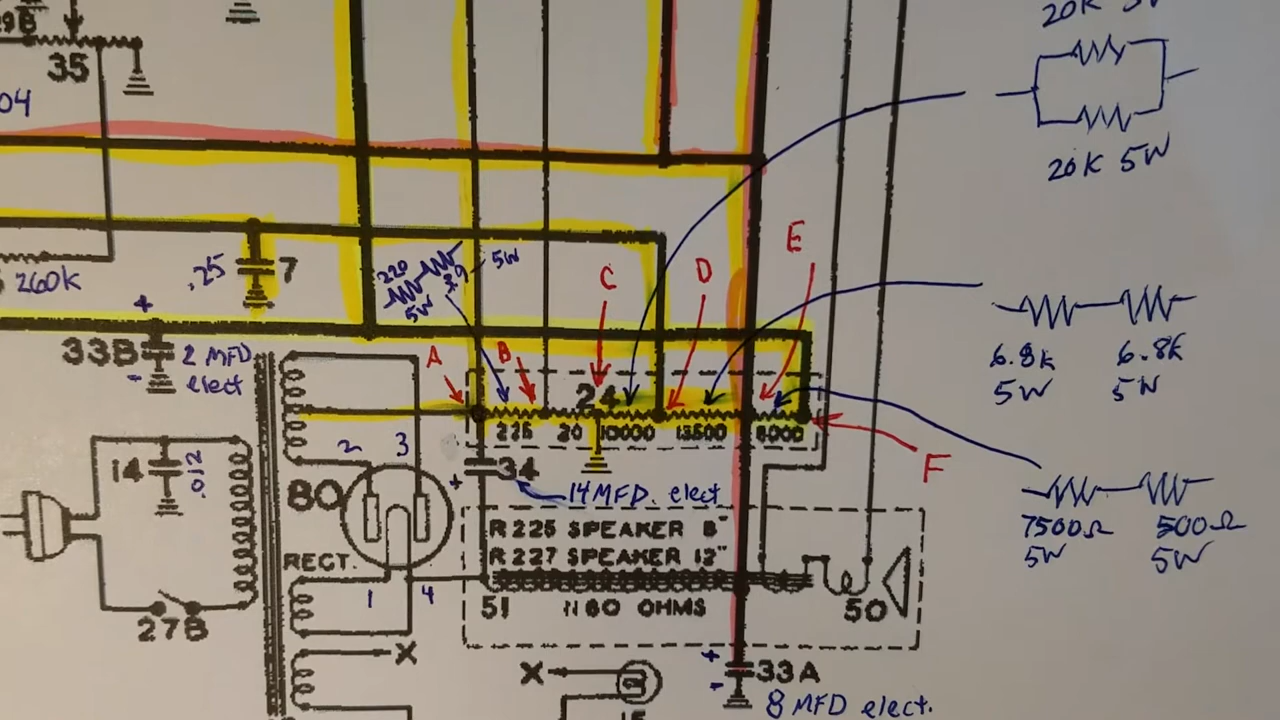 20K 5W
35
04
20K 5W
E
.25
7
260K
220
39
5W
5W
C
D
+
33B
2 MFD
elect
-
A
B
6.8K
6.8K
5W
5W
24
225
20
10000
13500
8000
F
2
3
14
.012
80
+
34
14 MFD. elect
7500Ω
500Ω
5W
5W
R 225 SPEAKER 8"
R 227 SPEAKER 12"
RECT.
1
4
51
1160 OHMS
50
27B
X
X
+
-
33A
8 MFD elect.